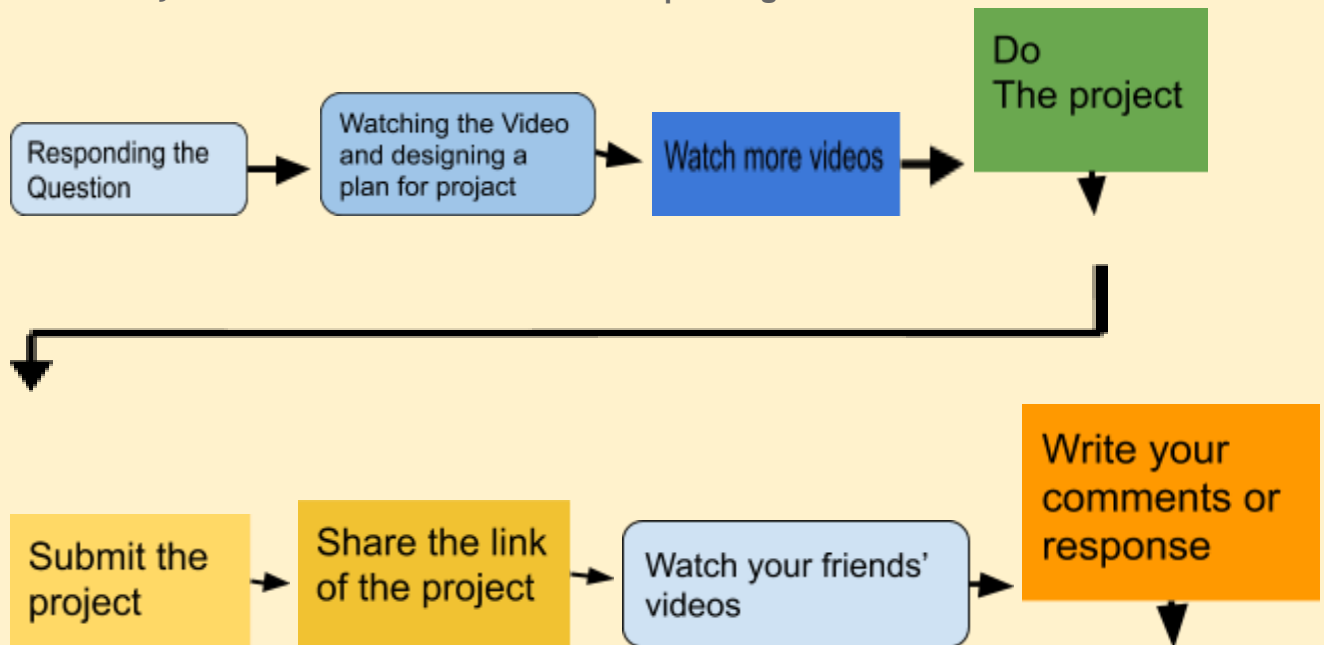 Responding the
Question
Watching the Video
and designing a
plan for projact
Watch more videos
Do
The project
Submit the
project
Share the link
of the project
Watch your friends’
videos
Write your
comments or
response